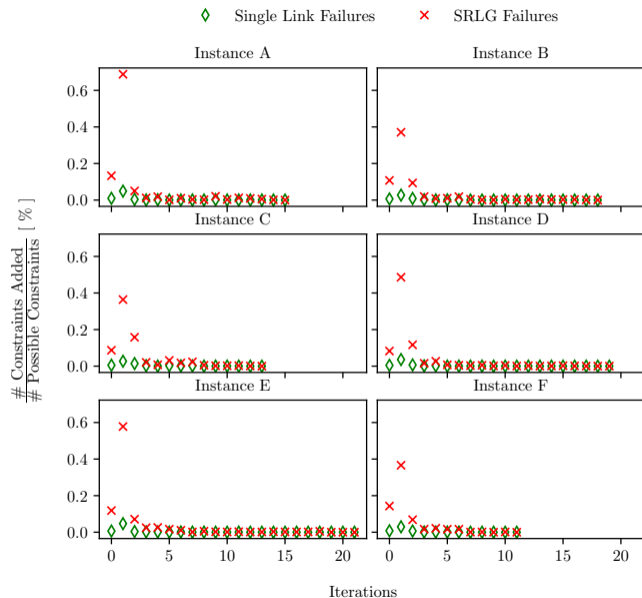 Single Link Failures SRLG Failures
Instance A Instance B
0.6
0.4
0.2
0.0
Instance C Instance D
0.6
0.4
0.2
0.0
Instance E Instance F
0.6
0.4
0.2
0.0
0 5 10 15 20 0 5 10 15 20
# Constraints Added
# Possible Constraints [ % ]
Iterations